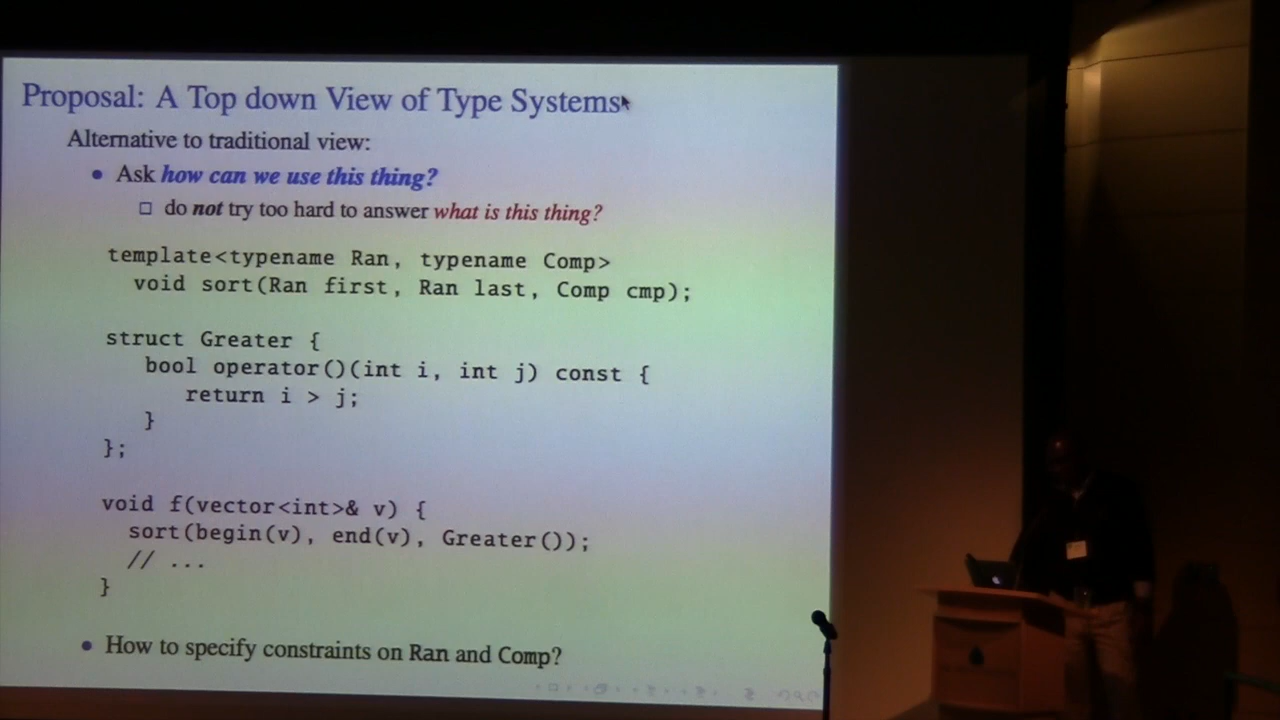 Proposal: A Top down View of Type Systems
Alternative to traditional view:
• Ask how can we use this thing?
□ do not try too hard to answer what is this thing?
template<typename Ran, typename Comp>
void sort(Ran first, Ran last, Comp cmp);
struct Greater {
bool operator()(int i, int j) const {
return i > j;
}
};
void f(vector<int>& v) {
sort(begin(v), end(v), Greater());
// ...
}
• How to specify constraints on Ran and Comp?